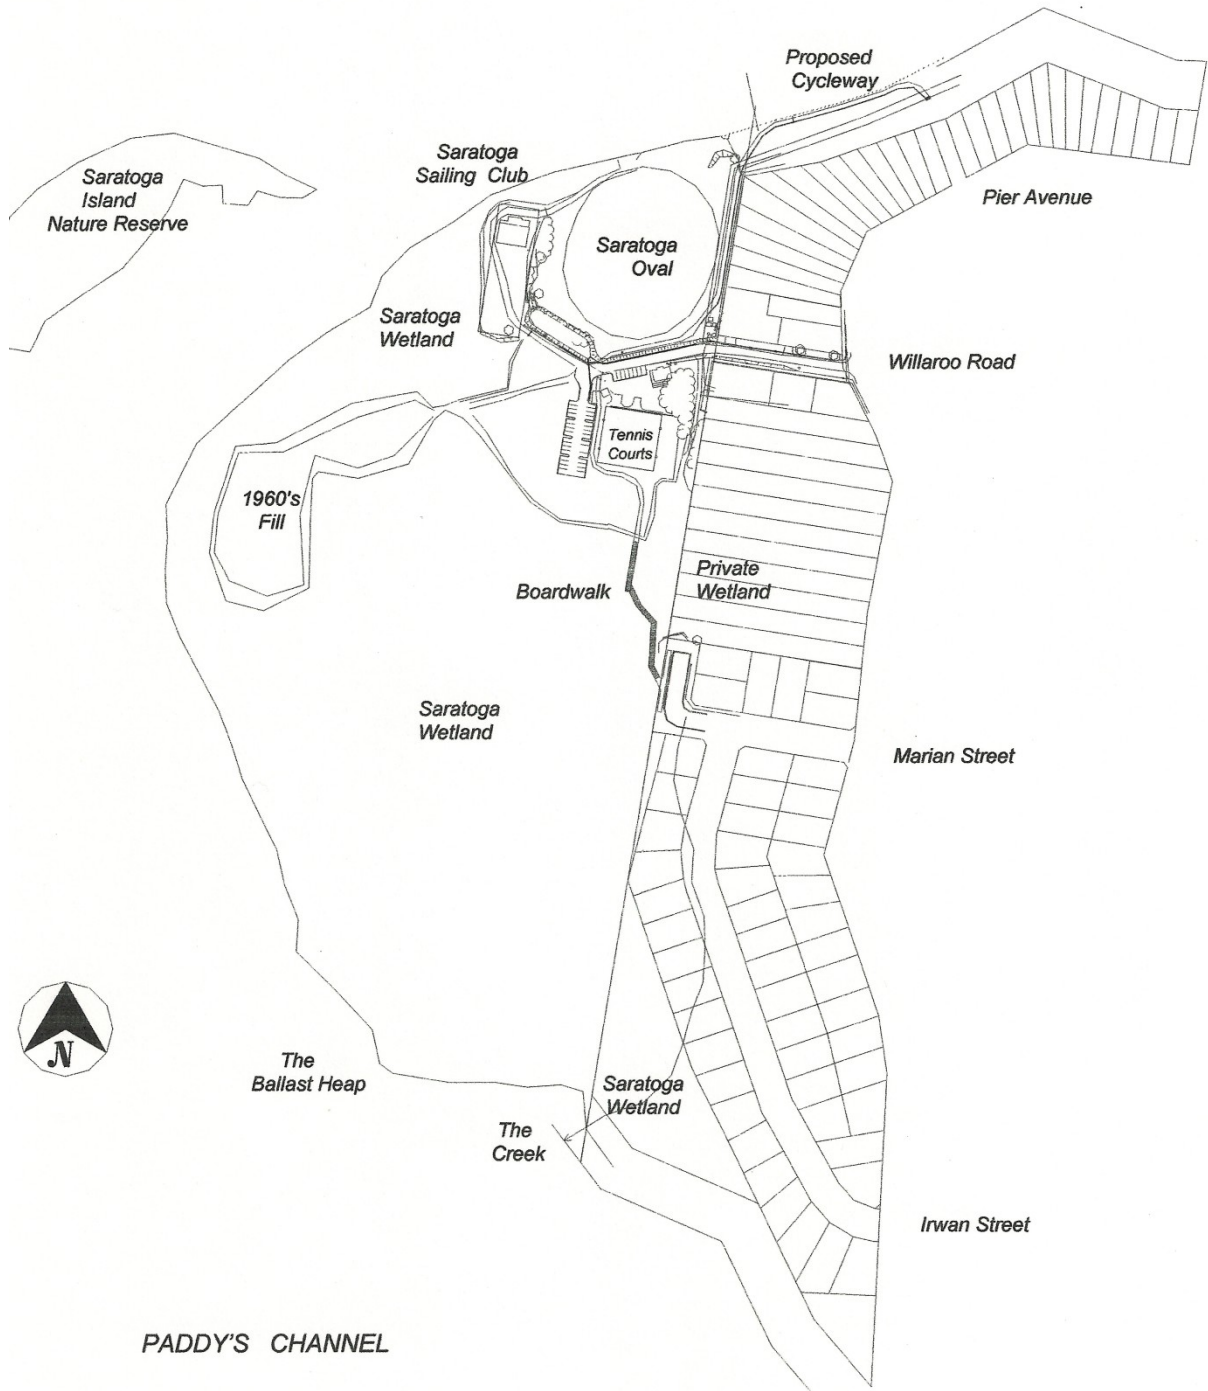 Proposed
Cycleway
Saratoga
Sailing Club
Saratoga
Island
Nature Reserve
Pier Avenue
Saratoga
Oval
Saratoga
Wetland
Willaroo Road
Tennis
Courts
1960's
Fill
Private
Wetland
Boardwalk
Saratoga
Wetland
Marian Street
N
The
Ballast Heap
Saratoga
Wetland
The
Creek
Irwan Street
PADDY'S CHANNEL